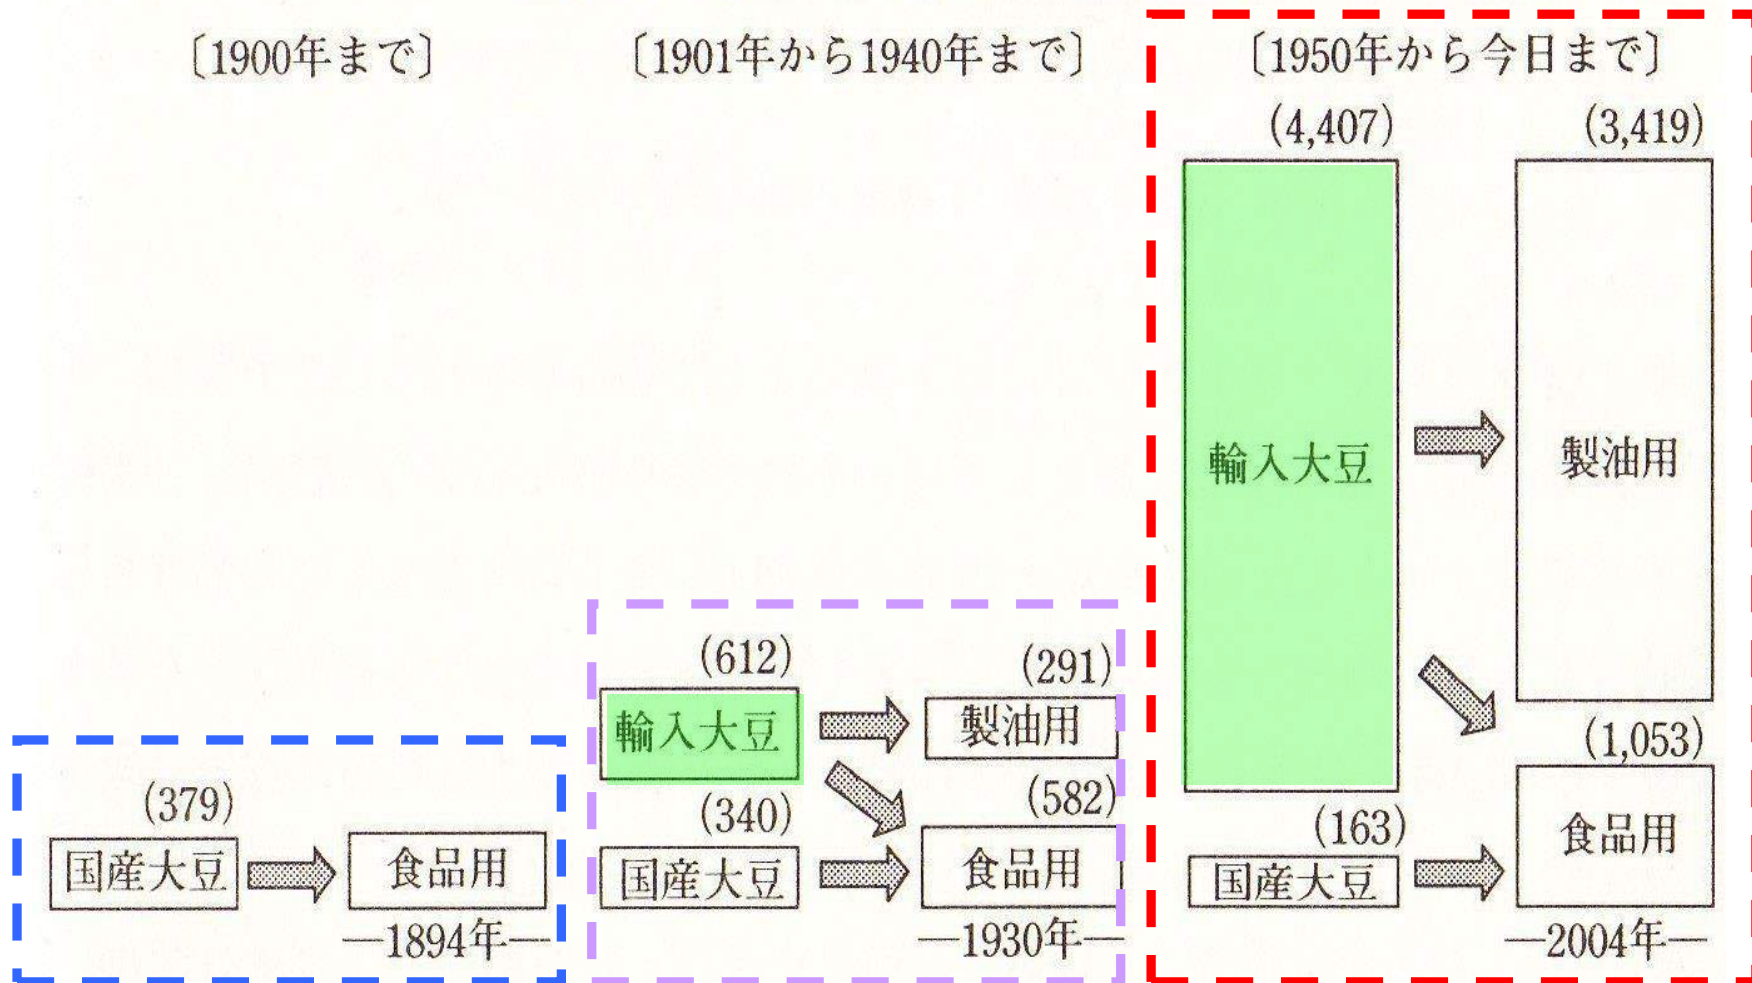 〔1900年まで〕
(379)
国産大豆
食品用
―1894年―
〔1901年から1940年まで〕
(612)
輸入大豆
(291)
製油用
(340)
国産大豆
(582)
食品用
―1930年―
〔1950年から今日まで〕
(4,407)
輸入大豆
(3,419)
製油用
(163)
国産大豆
(1,053)
食品用
―2004年―